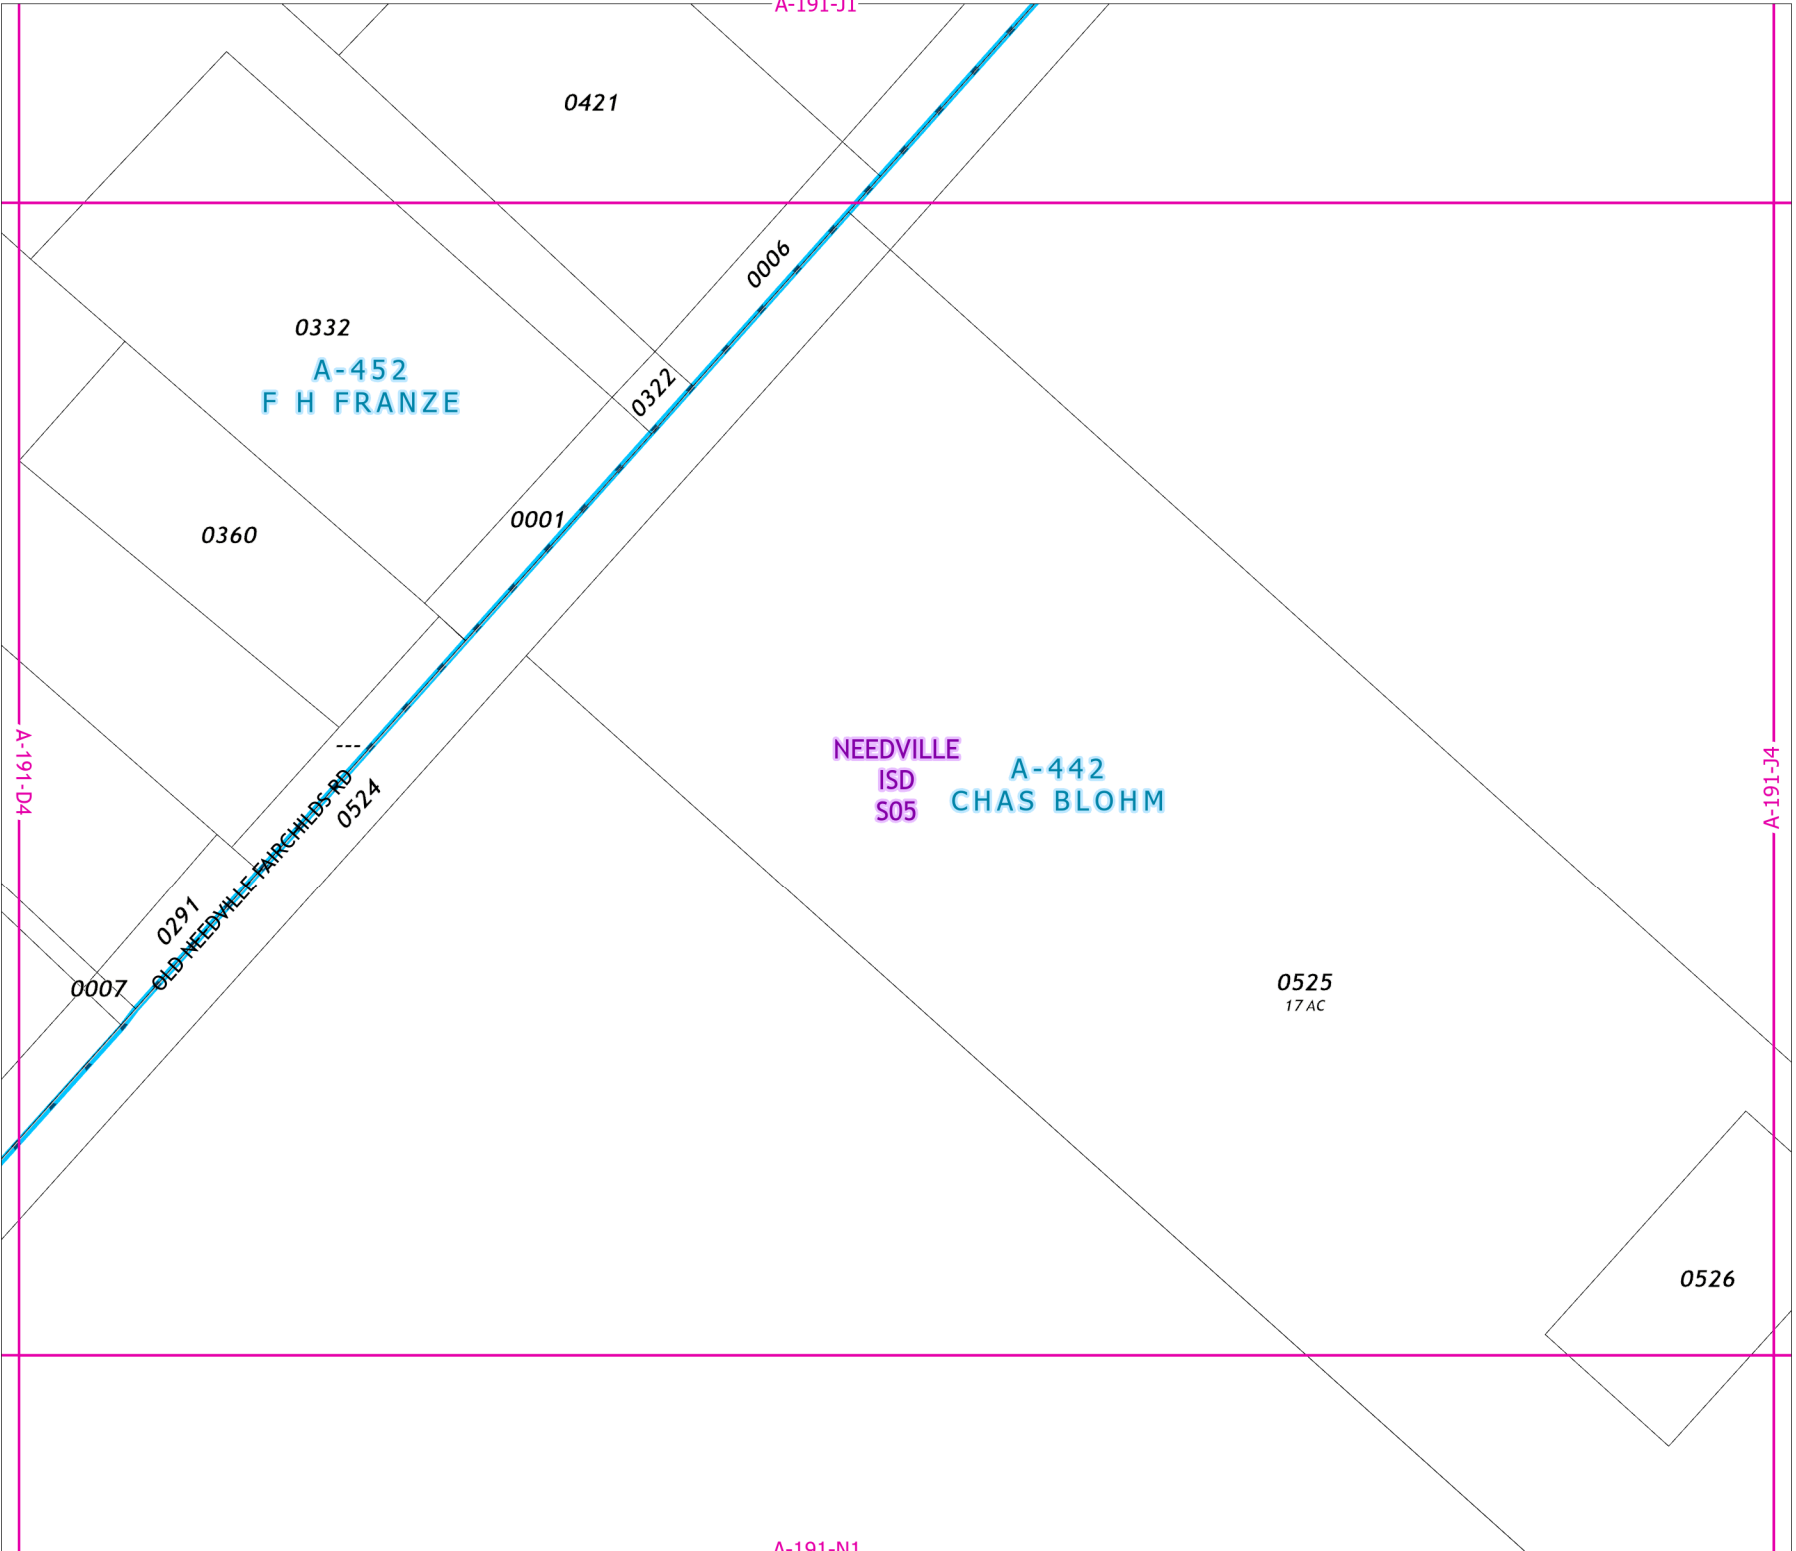 A-191-J1
0421
0006
0332
A-452
F H FRANZE
0322
0001
0360
---
NEEDVILLE
ISD
S05
A-442
CHAS BLOHM
A-191-D4
A-191-J4
OLD NEEDVILLE FAIRCHILDS RD
0524
0291
0007
0525
17 AC
0526
A-191-N1